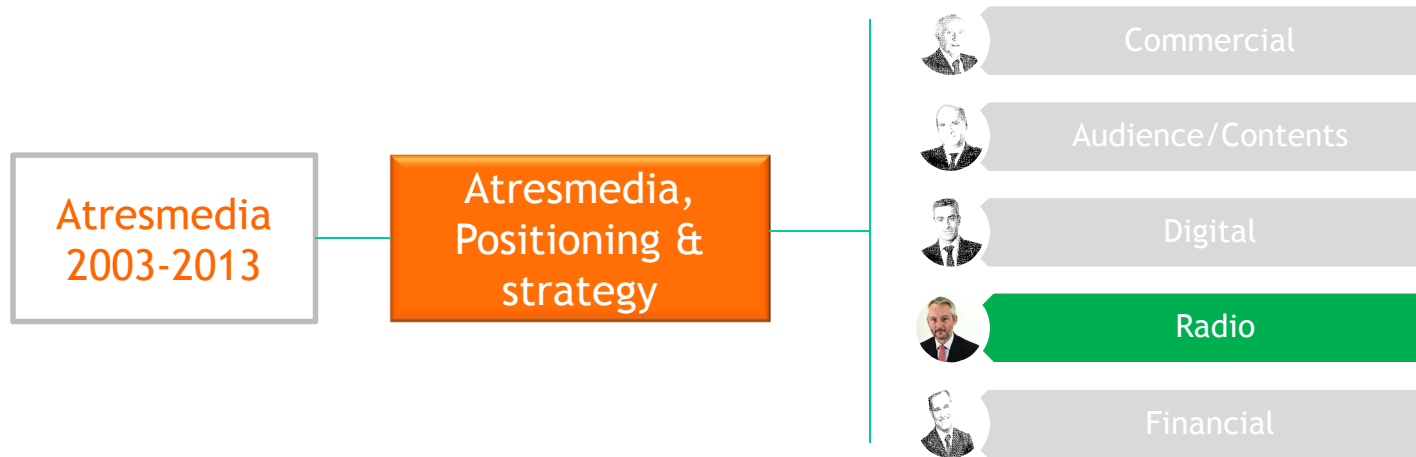 Atresmedia
2003-2013
Atresmedia,
Positioning &
strategy
Commercial
Audience/Contents
Digital
Radio
Financial